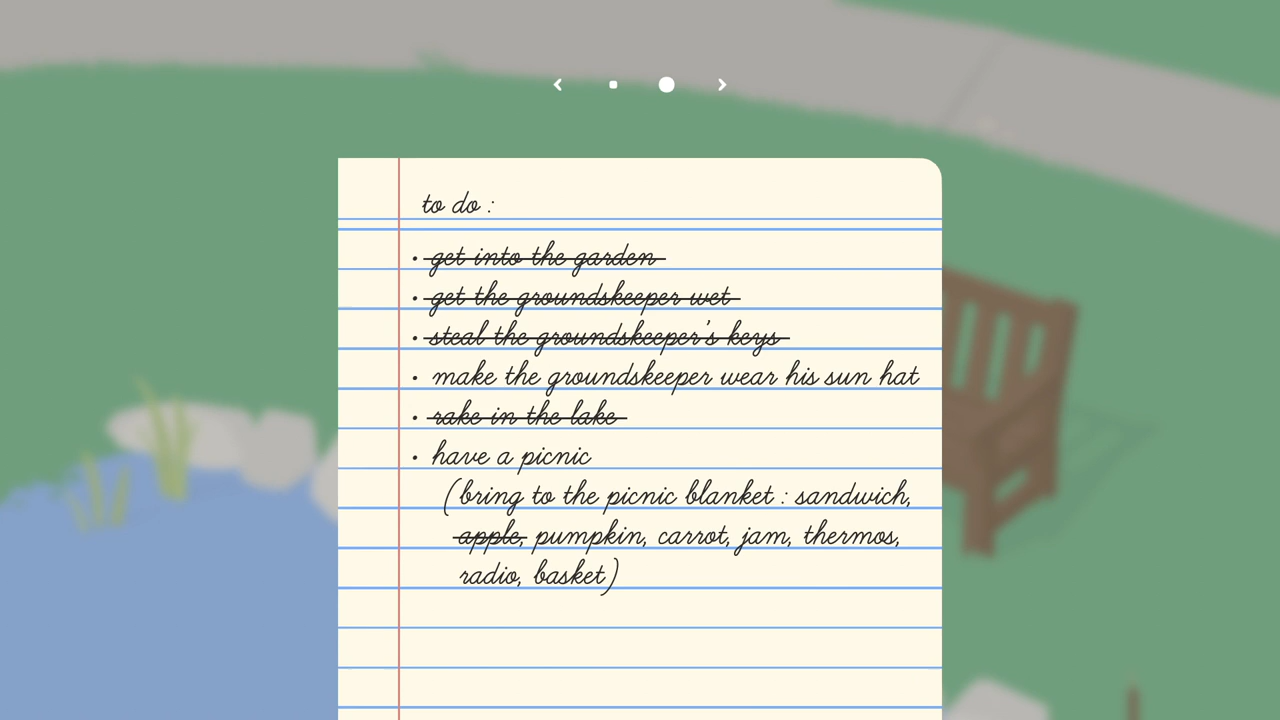 to do :
• get into the garden
• get the groundskeeper wet
• steal the groundskeeper's keys
• make the groundskeeper wear his sun hat
• rake in the lake
• have a picnic
(bring to the picnic blanket : sandwich,
apple, pumpkin, carrot, jam, thermos,
radio, basket)